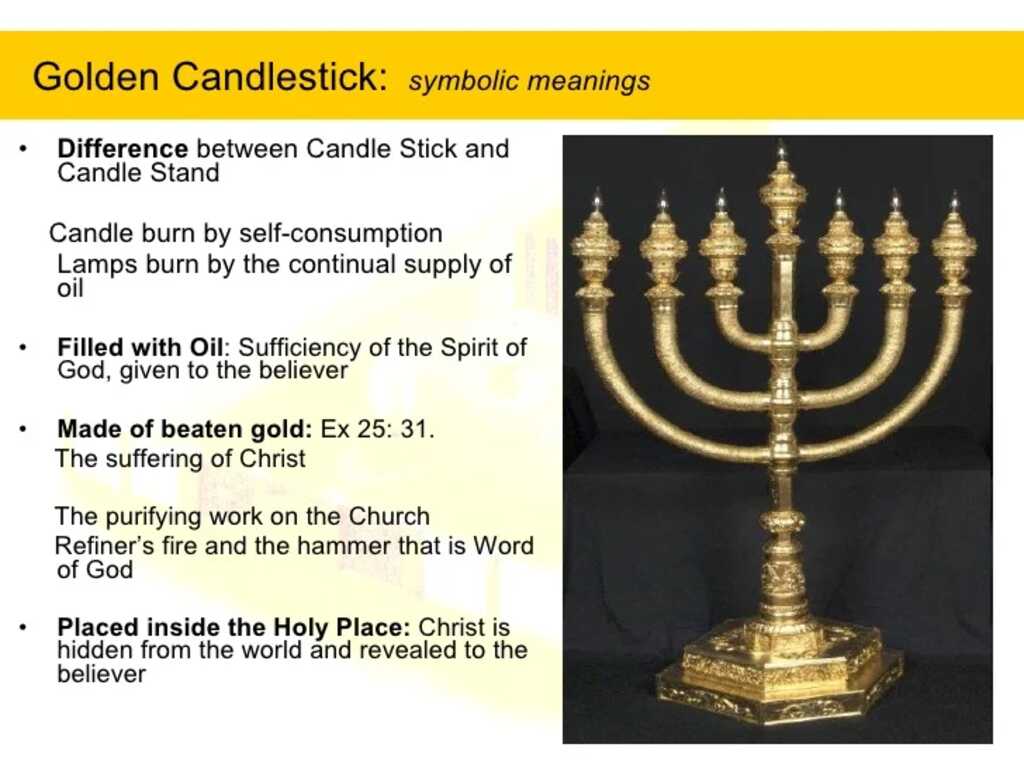 Golden Candlestick: symbolic meanings
• Difference between Candle Stick and
Candle Stand
Candle burn by self-consumption
Lamps burn by the continual supply of
oil
• Filled with Oil: Sufficiency of the Spirit of
God, given to the believer
• Made of beaten gold: Ex 25: 31.
The suffering of Christ
The purifying work on the Church
Refiner’s fire and the hammer that is Word
of God
• Placed inside the Holy Place: Christ is
hidden from the world and revealed to the
believer